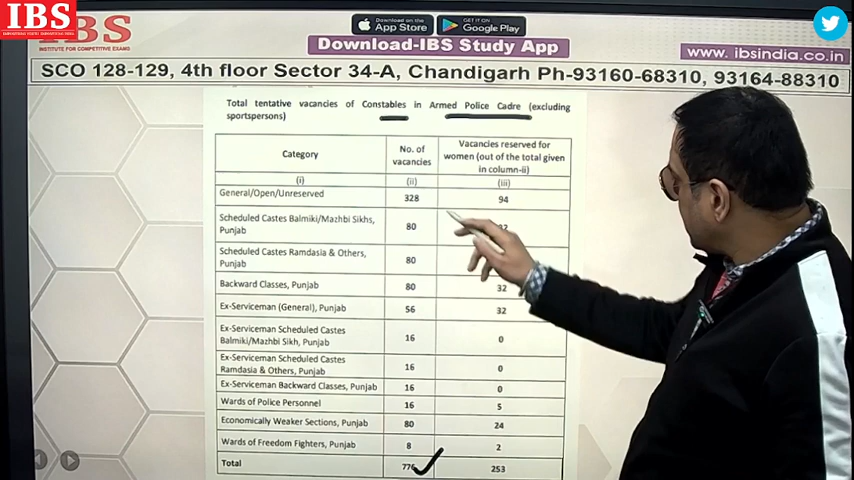 IBS
IBS
INSTITUTE FOR COMPETITIVE EXAMS
Download on the
App Store
GET IT ON
Google Play
Download-IBS Study App
www. ibsindia.co.in
SCO 128-129, 4th floor Sector 34-A, Chandigarh Ph-93160-68310, 93164-88310
Total tentative vacancies of Constables in Armed Police Cadre (excluding
sportspersons)
Category
No. of
vacancies
Vacancies reserved for
women (out of the total given
in column-ii)
(i) (ii) (iii)
General/Open/Unreserved 328 94
Scheduled Castes Balmiki/Mazhbi Sikhs,
Punjab 80
Scheduled Castes Ramdasia & Others,
Punjab 80
Backward Classes, Punjab 80 32
Ex-Serviceman (General), Punjab 56 32
Ex-Serviceman Scheduled Castes
Balmiki/Mazhbi Sikh, Punjab 16 0
Ex-Serviceman Scheduled Castes
Ramdasia & Others, Punjab 16 0
Ex-Serviceman Backward Classes, Punjab 16 0
Wards of Police Personnel 16 5
Economically Weaker Sections, Punjab 80 24
Wards of Freedom Fighters, Punjab 8 2
Total 776 253